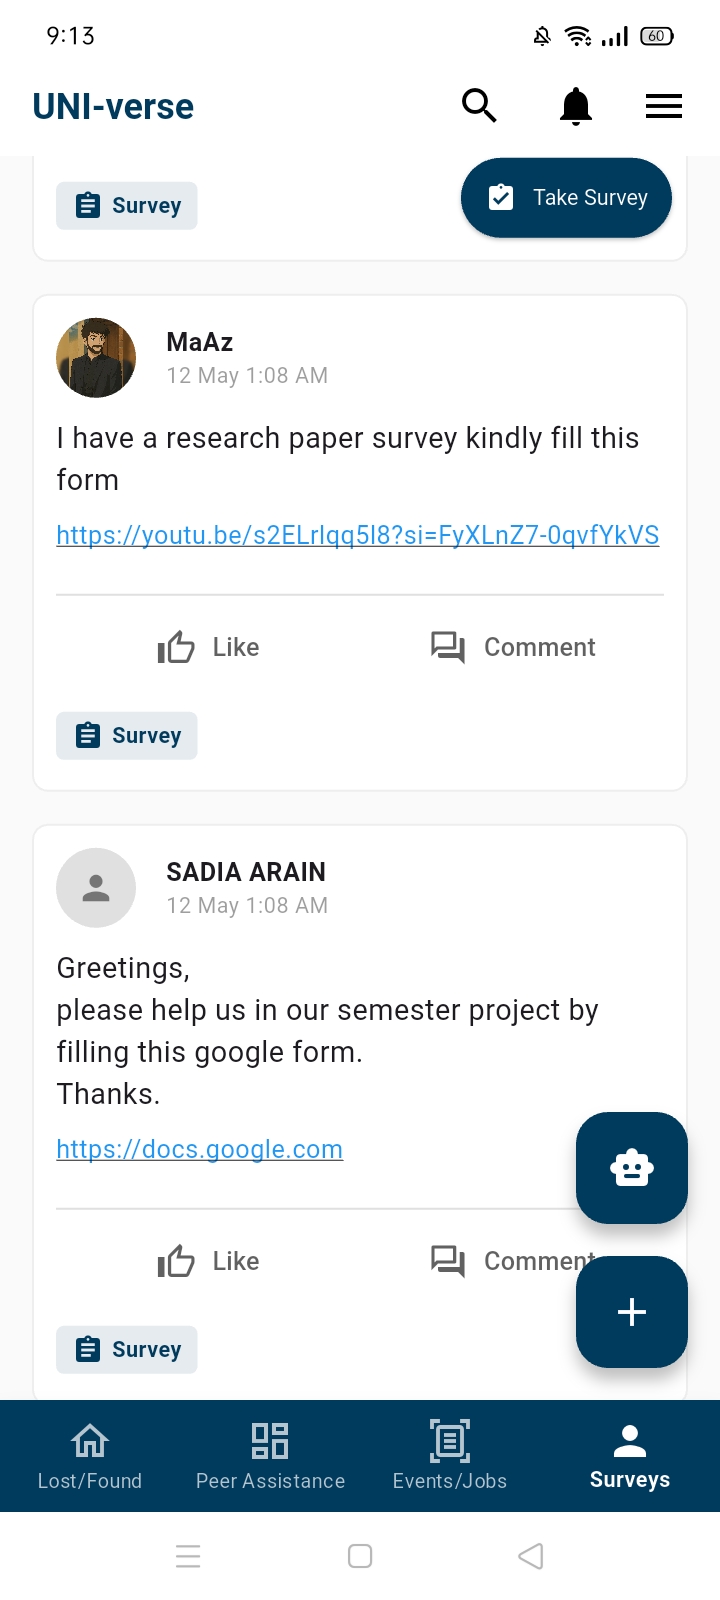 9:13
60
UNI-verse
Survey
Take Survey
MaAz
12 May 1:08 AM
I have a research paper survey kindly fill this
form
https://youtu.be/s2ELrlqq5I8?si=FyXLnZ7-0qvfYkVS
Like
Comment
Survey
SADIA ARAIN
12 May 1:08 AM
Greetings,
please help us in our semester project by
filling this google form.
Thanks.
https://docs.google.com
Like
Comment
Survey
Lost/Found
Peer Assistance
Events/Jobs
Surveys